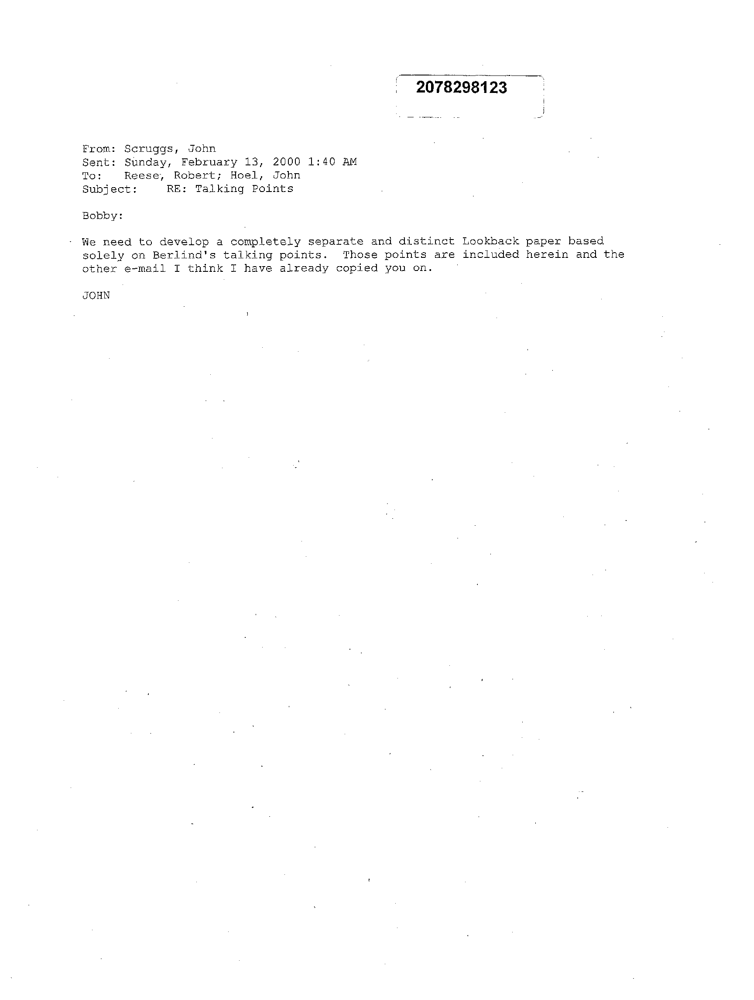 2078298123
From: Scruggs, John
Sent: Sunday, February 13, 2000 1:40 AM
To: Reese, Robert; Hoel, John
Subject: RE: Talking Points
Bobby:
We need to develop a completely separate and distinct Lookback paper based
solely on Berlind's talking points. Those points are included herein and the
other e-mail I think I have already copied you on.
JOHN